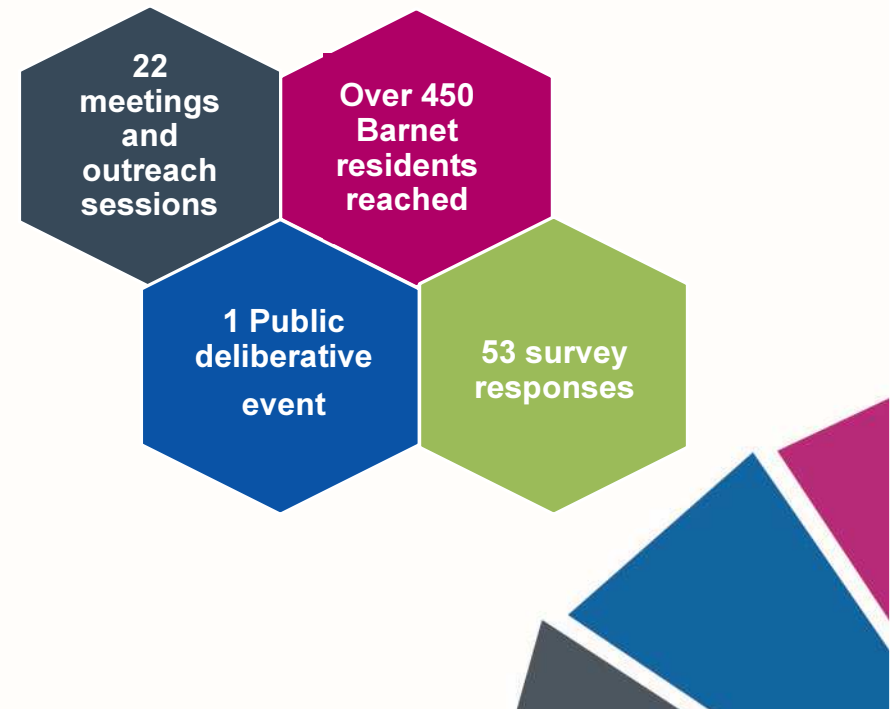 22
meetings
and
outreach
sessions
Over 450
Barnet
residents
reached
1 Public
deliberative
event
53 survey
responses